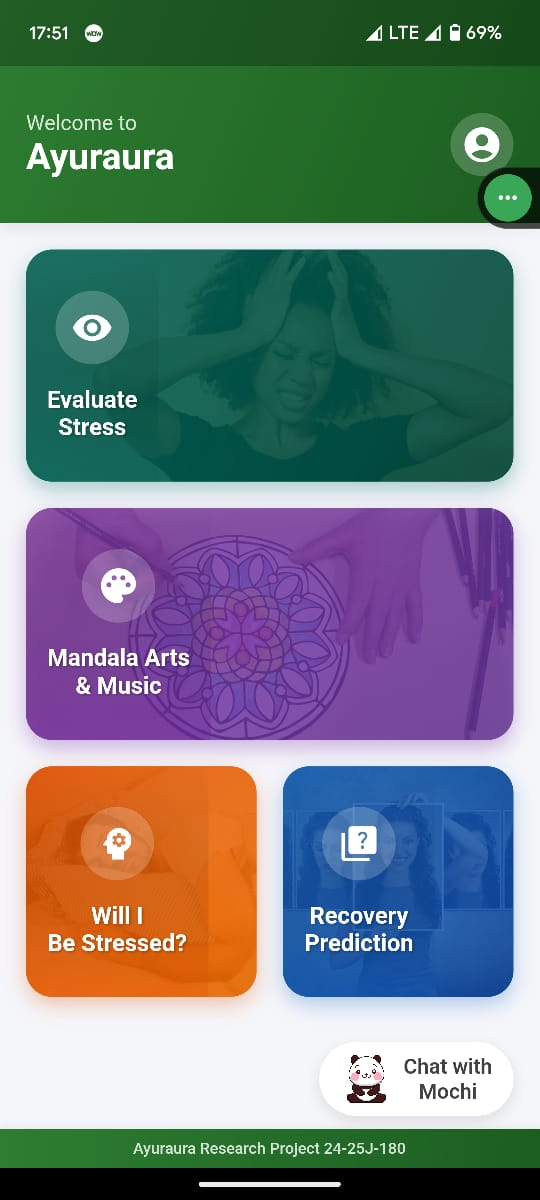 17:51 WOW LTE 69%
Welcome to
Ayuraura
Evaluate
Stress
Mandala Arts
& Music
Will I
Be Stressed?
?
Recovery
Prediction
Chat with
Mochi
Ayuraura Research Project 24-25J-180